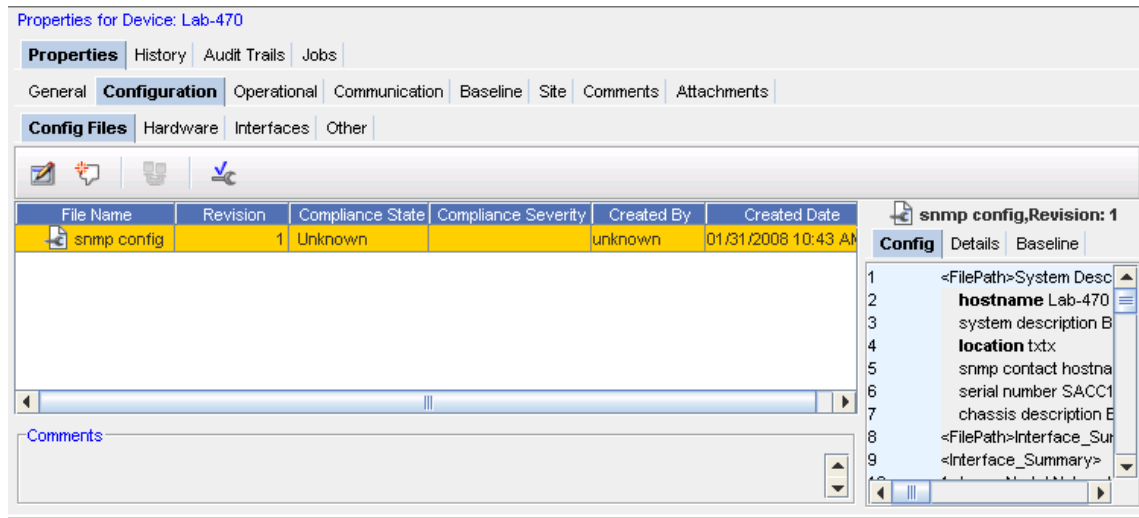 Properties for Device: Lab-470
Properties History Audit Trails Jobs
General Configuration Operational Communication Baseline Site Comments Attachments
Config Files Hardware Interfaces Other
File Name Revision Compliance State Compliance Severity Created By Created Date
snmp config 1 Unknown unknown 01/31/2008 10:43 AM
Comments
snmp config,Revision: 1
Config Details Baseline
1 <FilePath>System Desc
2 hostname Lab-470
3 system description B
4 location txtx
5 snmp contact hostna
6 serial number SACC1
7 chassis description
8 <FilePath>Interface_Sur
9 <Interface_Summary>